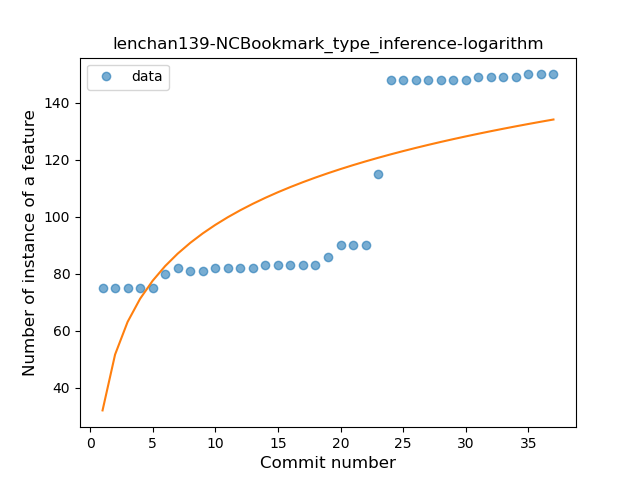 lenchan139-NCBookmark_type_inference-logarithm
data
Number of instance of a feature
140
120
100
80
60
40
0 5 10 15 20 25 30 35
Commit number